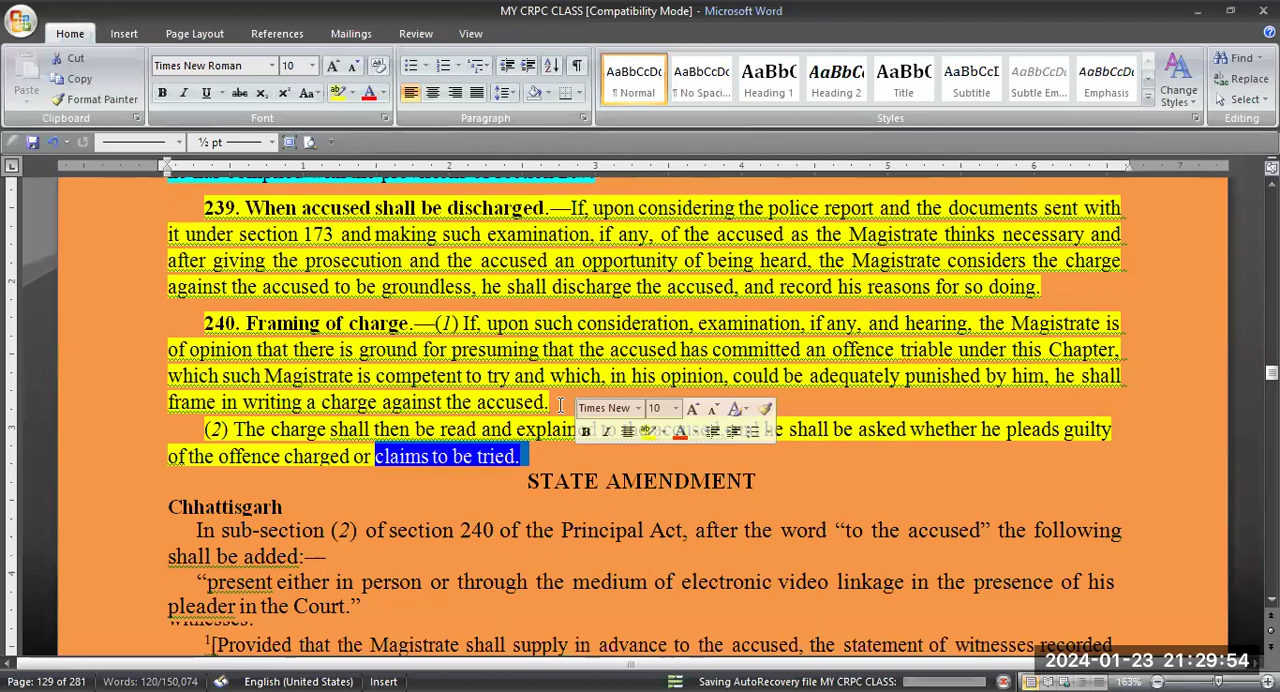 MY CRPC CLASS [Compatibility Mode] - Microsoft Word
Home Insert Page Layout References Mailings Review View
Cut
Copy
Format Painter
Paste
Clipboard
Times New Roman 10
Font
Paragraph
AaBbCcDc AaBbCcDc AaBbC AaBbCc AaBbC AaBbCcI AaBbCcDc AaBbCcDc
¶ Normal ¶ No Spaci... Heading 1 Heading 2 Title Subtitle Subtle Em... Emphasis
Styles
Change Styles
Find
Replace
Select
Editing
½ pt
1 2 3 4 5 6 7
239. When accused shall be discharged.—If, upon considering the police report and the documents sent with
it under section 173 and making such examination, if any, of the accused as the Magistrate thinks necessary and
after giving the prosecution and the accused an opportunity of being heard, the Magistrate considers the charge
against the accused to be groundless, he shall discharge the accused, and record his reasons for so doing.
240. Framing of charge.—(1) If, upon such consideration, examination, if any, and hearing, the Magistrate is
of opinion that there is ground for presuming that the accused has committed an offence triable under this Chapter,
which such Magistrate is competent to try and which, in his opinion, could be adequately punished by him, he shall
frame in writing a charge against the accused.
Times New 10
(2) The charge shall then be read and explained to the accused, and he shall be asked whether he pleads guilty
of the offence charged or claims to be tried.
STATE AMENDMENT
Chhattisgarh
In sub-section (2) of section 240 of the Principal Act, after the word “to the accused” the following
shall be added:—
“present either in person or through the medium of electronic video linkage in the presence of his
pleader in the Court.”
witnesses.
1[Provided that the Magistrate shall supply in advance to the accused, the statement of witnesses recorded
2024-01-23 21:29:54
Page: 129 of 281 Words: 120/150,074 English (United States) Insert Saving AutoRecovery file MY CRPC CLASS: 163%